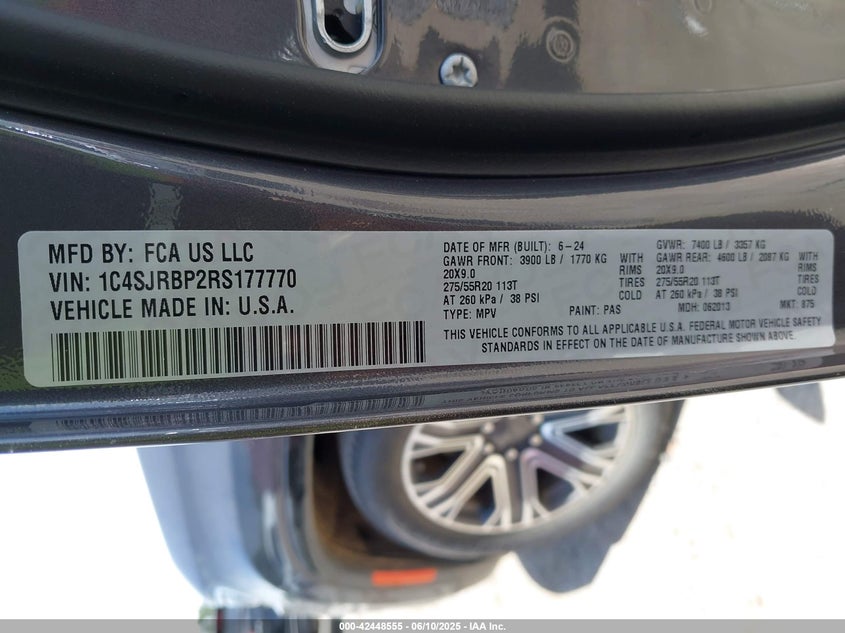 MFD BY: FCA US LLC
VIN: 1C4SJRBP2RS177770
VEHICLE MADE IN: U.S.A.
DATE OF MFR (BUILT): 6-24
GVWR: 7400 LB / 3357 KG
GAWR FRONT: 3900 LB / 1770 KG WITH
GAWR REAR: 4600 LB / 2087 KG WITH
20X9.0 RIMS
20X9.0 RIMS
275/55R20 113T TIRES
275/55R20 113T TIRES
AT 260 kPa / 38 PSI COLD
AT 260 kPa / 38 PSI COLD
TYPE: MPV PAINT: PAS MDH: 062013 MKT: 875
THIS VEHICLE CONFORMS TO ALL APPLICABLE U.S.A. FEDERAL MOTOR VEHICLE SAFETY
STANDARDS IN EFFECT ON THE DATE OF MANUFACTURE SHOWN ABOVE.
000-42448555 - 06/10/2025 - IAA Inc.